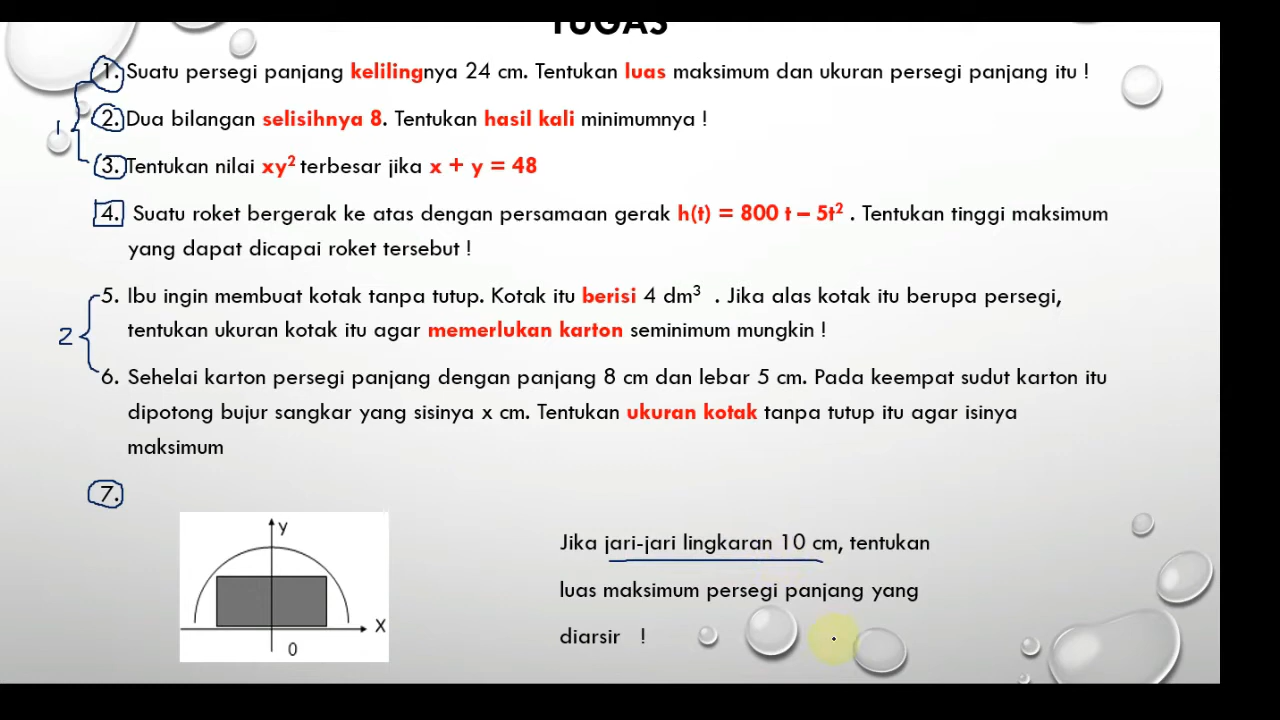 TUGAS
1. Suatu persegi panjang kelilingnya 24 cm. Tentukan luas maksimum dan ukuran persegi panjang itu !
2. Dua bilangan selisihnya 8. Tentukan hasil kali minimumnya !
3. Tentukan nilai xy² terbesar jika x + y = 48
1
4. Suatu roket bergerak ke atas dengan persamaan gerak h(t) = 800 t – 5t² . Tentukan tinggi maksimum
yang dapat dicapai roket tersebut !
5. Ibu ingin membuat kotak tanpa tutup. Kotak itu berisi 4 dm³ . Jika alas kotak itu berupa persegi,
tentukan ukuran kotak itu agar memerlukan karton seminimum mungkin !
2
6. Sehelai karton persegi panjang dengan panjang 8 cm dan lebar 5 cm. Pada keempat sudut karton itu
dipotong bujur sangkar yang sisinya x cm. Tentukan ukuran kotak tanpa tutup itu agar isinya
maksimum
7.
y
X
0
Jika jari-jari lingkaran 10 cm, tentukan
luas maksimum persegi panjang yang
diarsir !